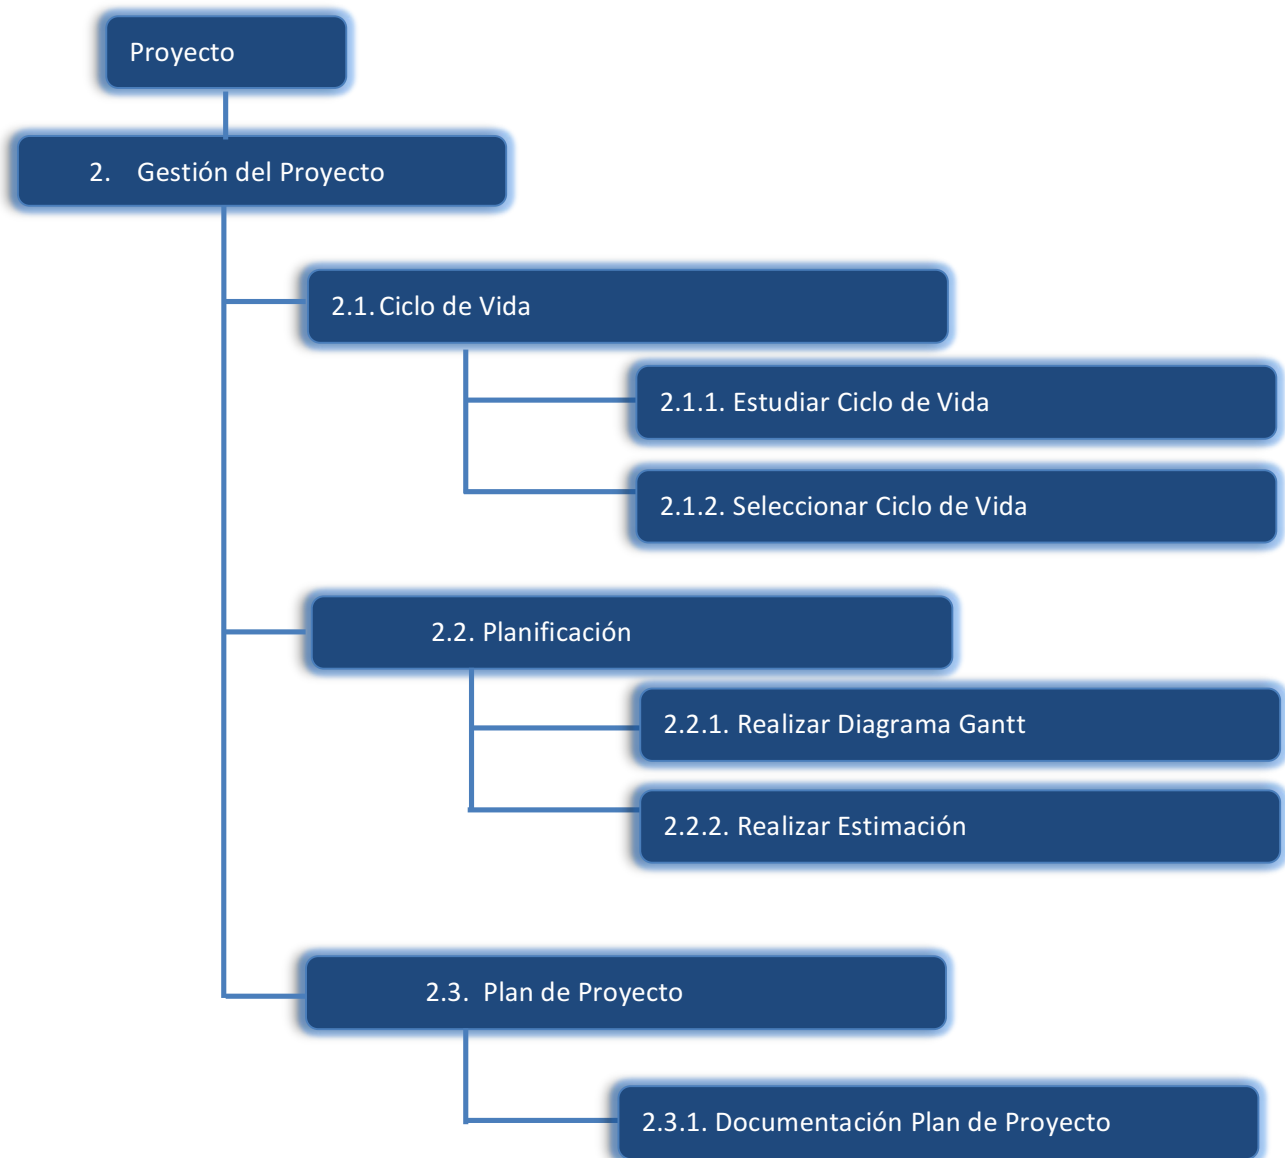 Proyecto
2. Gestión del Proyecto
2.1. Ciclo de Vida
2.1.1. Estudiar Ciclo de Vida
2.1.2. Seleccionar Ciclo de Vida
2.2. Planificación
2.2.1. Realizar Diagrama Gantt
2.2.2. Realizar Estimación
2.3. Plan de Proyecto
2.3.1. Documentación Plan de Proyecto